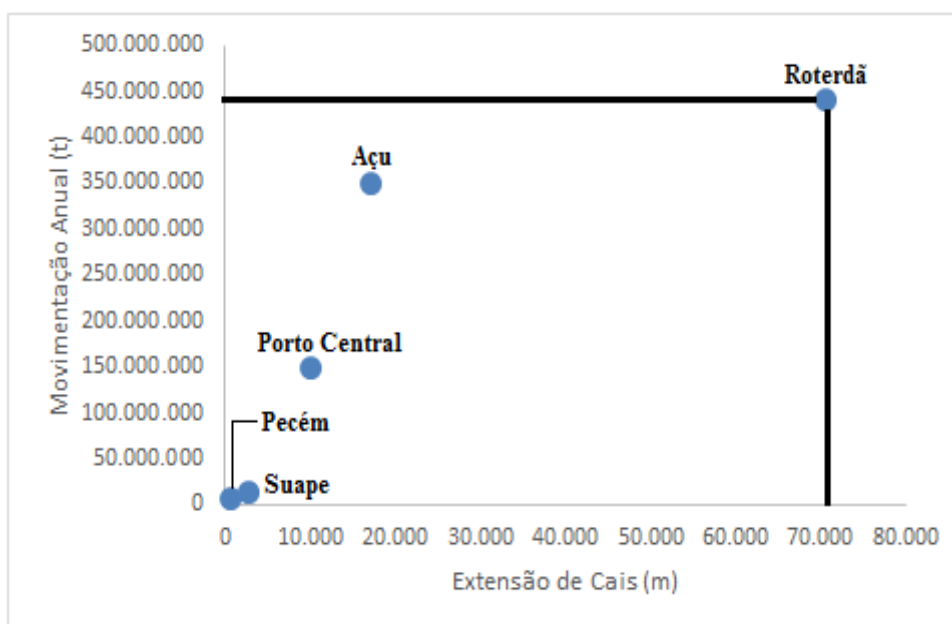 500.000.000
450.000.000
400.000.000
350.000.000
300.000.000
250.000.000
200.000.000
150.000.000
100.000.000
50.000.000
0
Movimentação Anual (t)
Roterdã
Açu
Porto Central
Pecém
Suape
0 10.000 20.000 30.000 40.000 50.000 60.000 70.000 80.000
Extensão de Cais (m)